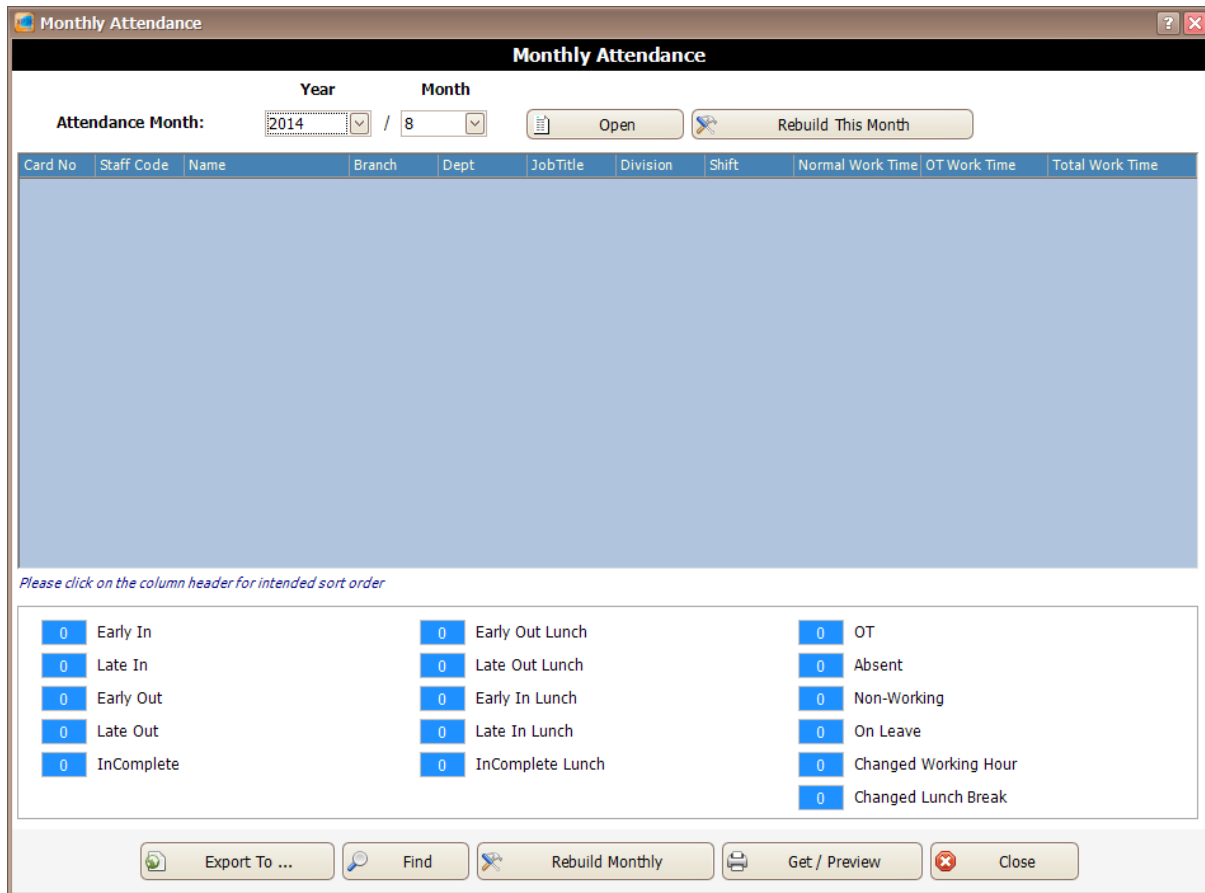 Monthly Attendance
?
Monthly Attendance
Year Month
Attendance Month: 2014 / 8 Open Rebuild This Month
Card No Staff Code Name Branch Dept JobTitle Division Shift Normal Work Time OT Work Time Total Work Time
Please click on the column header for intended sort order
0 Early In 0 Early Out Lunch 0 OT
0 Late In 0 Late Out Lunch 0 Absent
0 Early Out 0 Early In Lunch 0 Non-Working
0 Late Out 0 Late In Lunch 0 On Leave
0 InComplete 0 InComplete Lunch 0 Changed Working Hour
0 Changed Lunch Break
Export To ... Find Rebuild Monthly Get / Preview Close